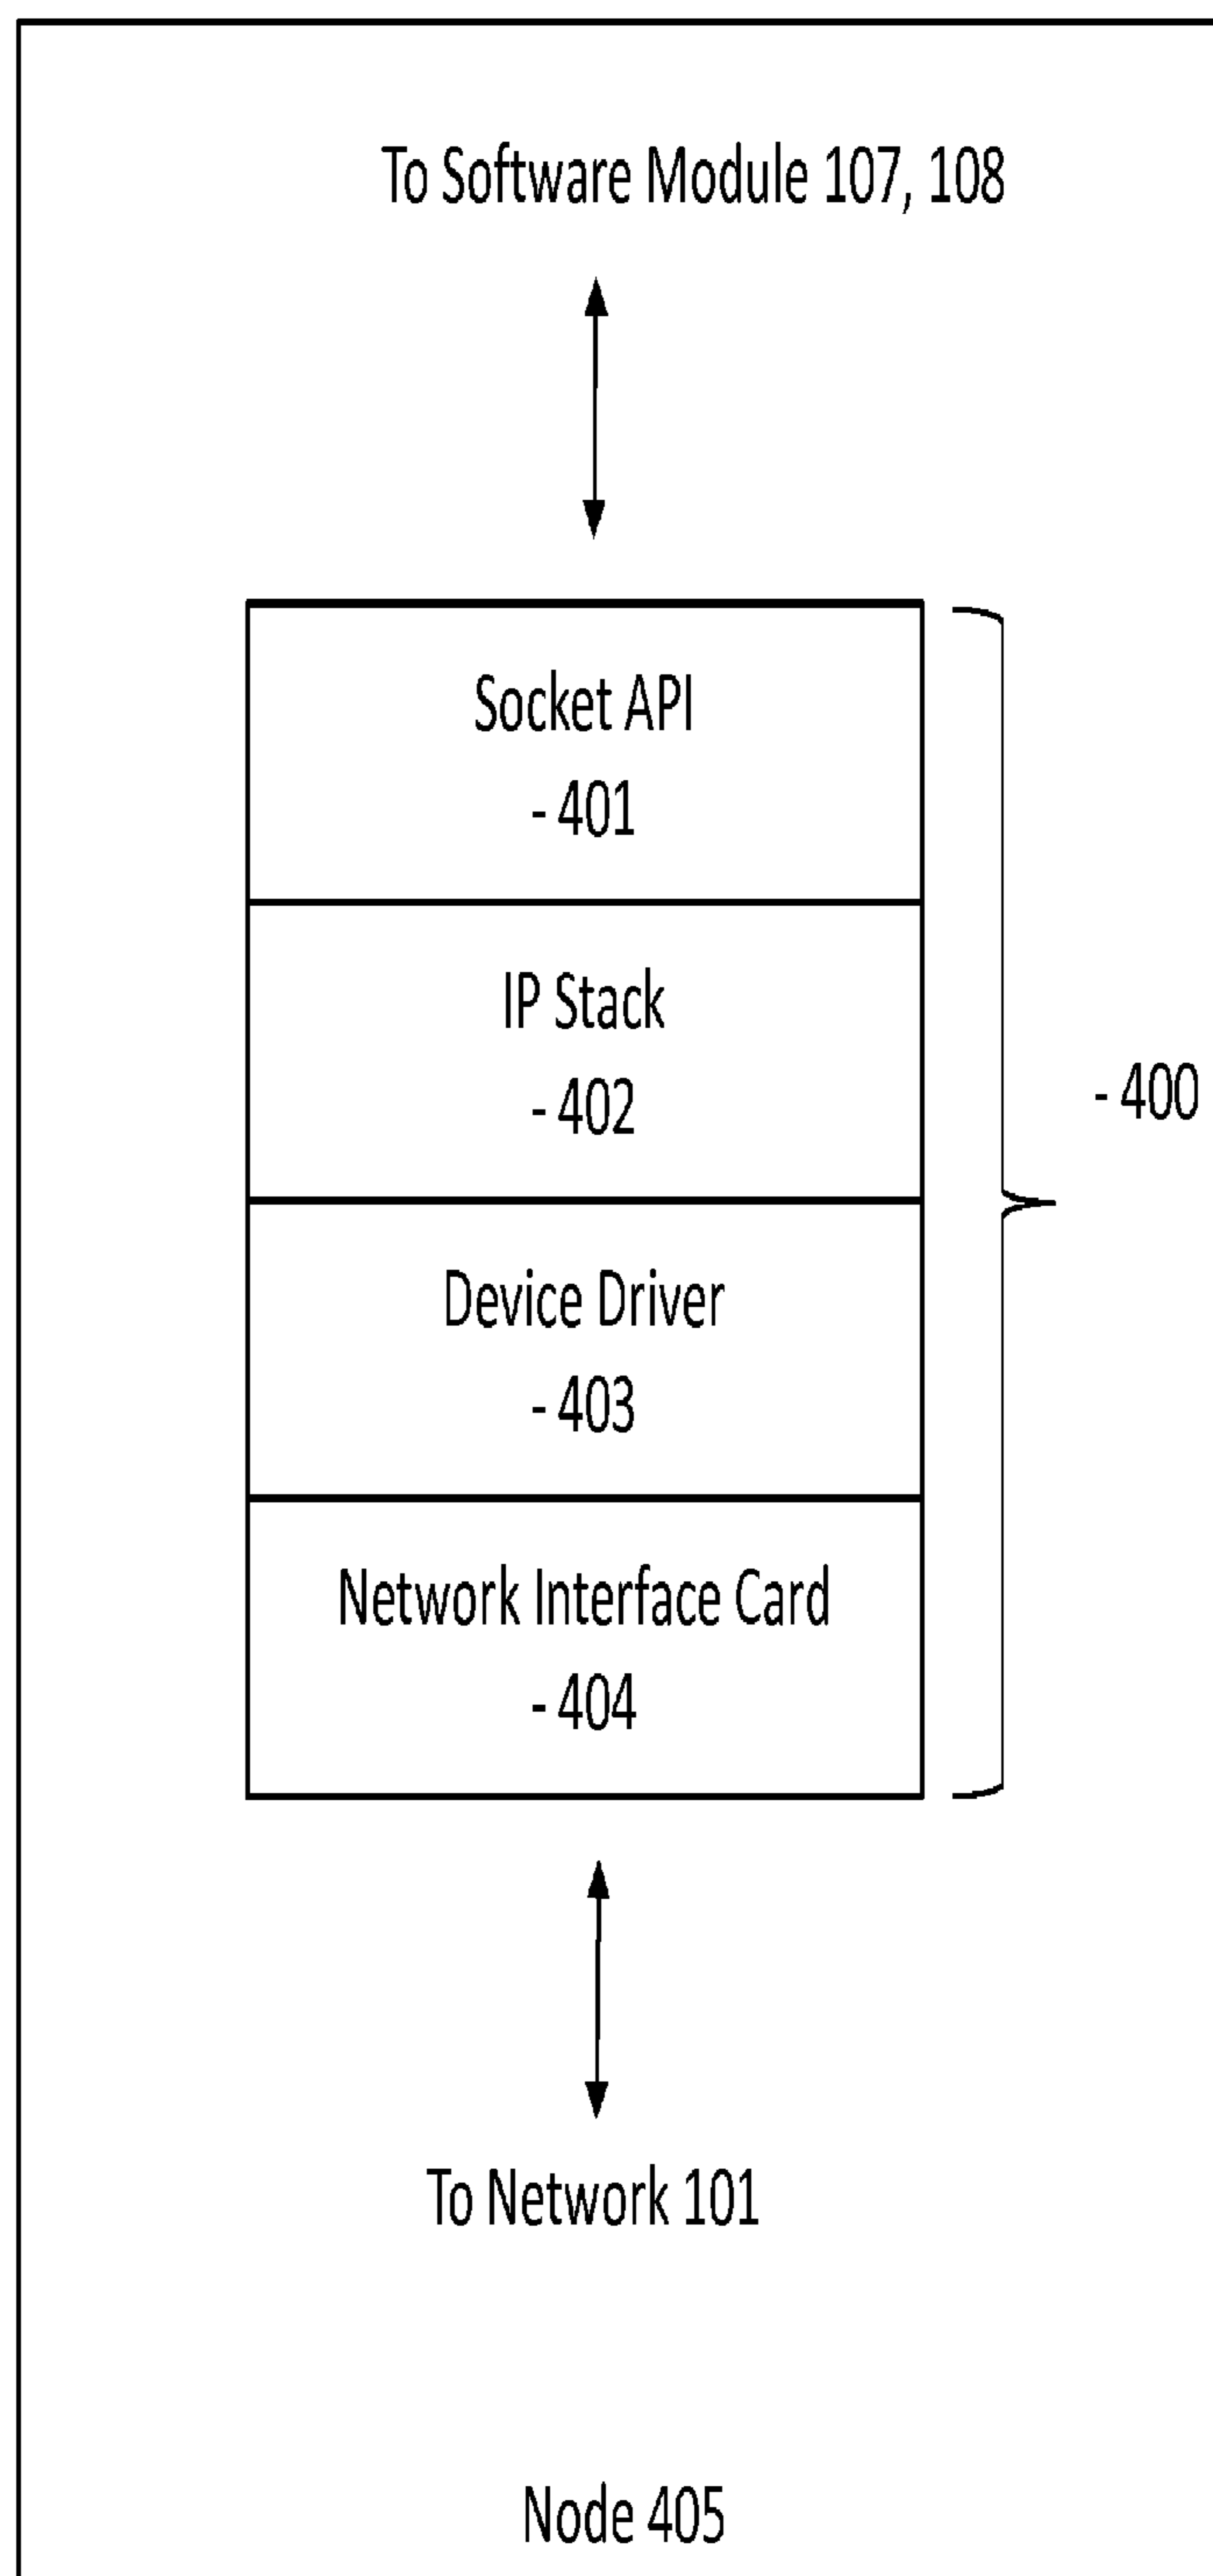 To Software Module 107, 108
Socket API
- 401
IP Stack
- 402
- 400
Device Driver
- 403
Network Interface Card
- 404
To Network 101
Node 405